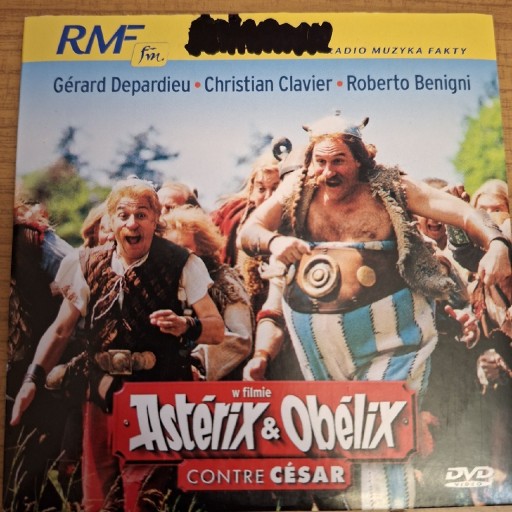 RMF fm
RADIO MUZYKA FAKTY
Gérard Depardieu • Christian Clavier • Roberto Benigni
w filmie
Astérix & Obélix
CONTRE CÉSAR
DVD
VIDEO